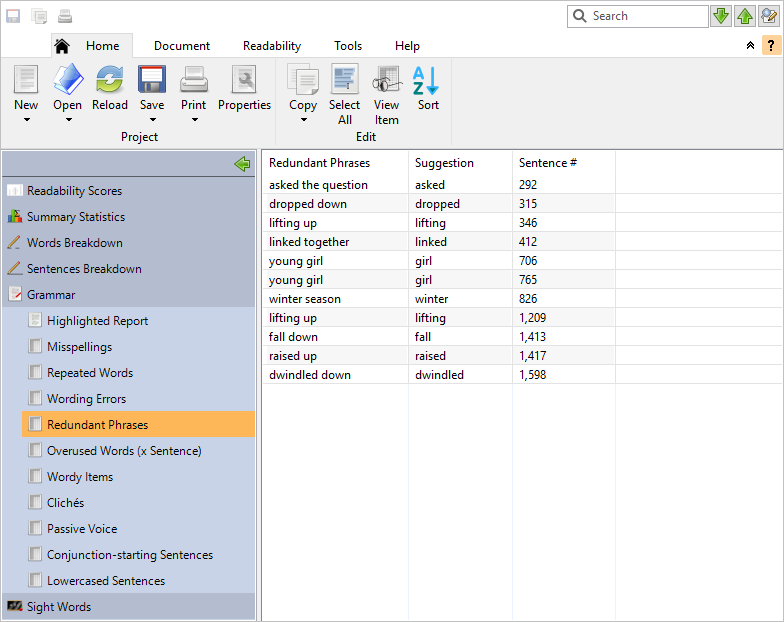 Search
Home Document Readability Tools Help
?
New Open Reload Save Print Properties Copy Select All View Item A Z Sort
Project Edit
Readability Scores
Summary Statistics
Words Breakdown
Sentences Breakdown
Grammar
Highlighted Report
Misspellings
Repeated Words
Wording Errors
Redundant Phrases
Overused Words (x Sentence)
Wordy Items
Clichés
Passive Voice
Conjunction-starting Sentences
Lowercased Sentences
Sight Words
Redundant Phrases Suggestion Sentence #
asked the question asked 292
dropped down dropped 315
lifting up lifting 346
linked together linked 412
young girl girl 706
young girl girl 765
winter season winter 826
lifting up lifting 1,209
fall down fall 1,413
raised up raised 1,417
dwindled down dwindled 1,598